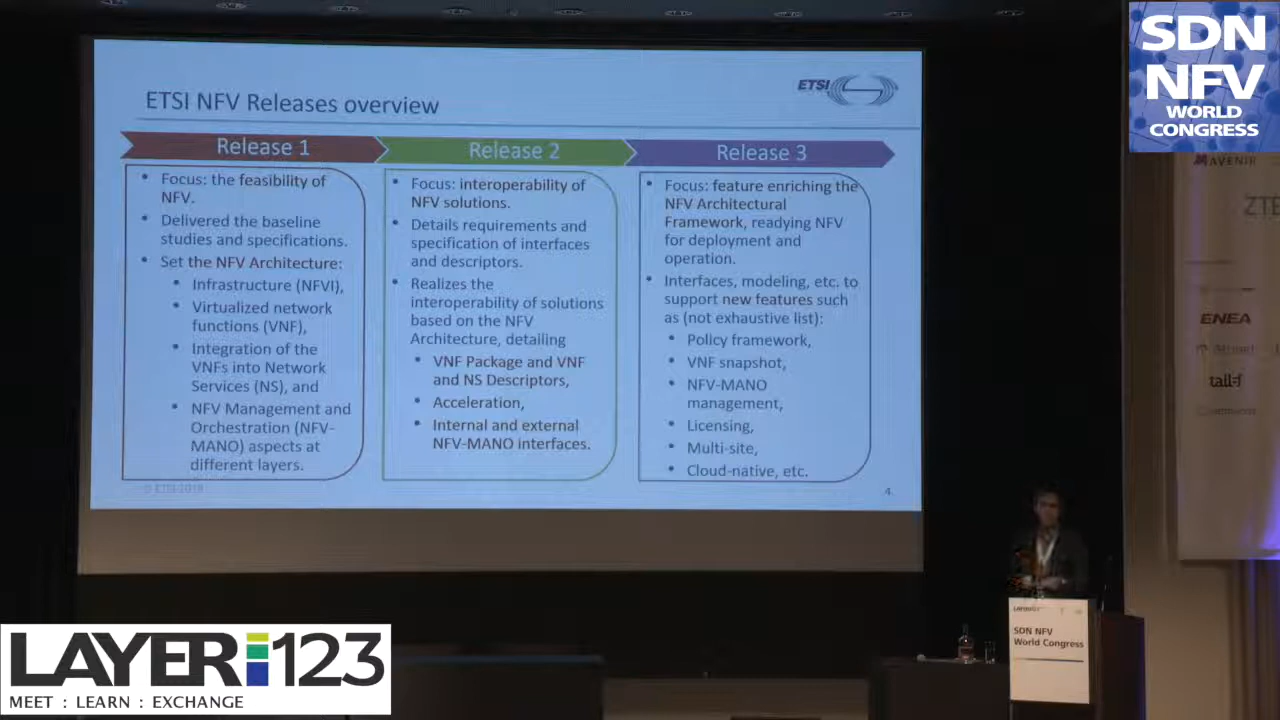 ETSI NFV Releases overview
ETSI
Release 1
Release 2
Release 3
• Focus: the feasibility of
NFV.
• Delivered the baseline
studies and specifications.
• Set the NFV Architecture:
• Infrastructure (NFVI),
• Virtualized network
functions (VNF),
• Integration of the
VNFs into Network
Services (NS), and
• NFV Management and
Orchestration (NFV-
MANO) aspects at
different layers.
• Focus: interoperability of
NFV solutions.
• Details requirements and
specification of interfaces
and descriptors.
• Realizes the
interoperability of solutions
based on the NFV
Architecture, detailing
• VNF Package and VNF
and NS Descriptors,
• Acceleration,
• Internal and external
NFV-MANO interfaces.
• Focus: feature enriching the
NFV Architectural
Framework, readying NFV
for deployment and
operation.
• Interfaces, modeling, etc. to
support new features such
as (not exhaustive list):
• Policy framework,
• VNF snapshot,
• NFV-MANO
management,
• Licensing,
• Multi-site,
• Cloud-native, etc.
4
SDN
NFV
WORLD
CONGRESS
AVENIR
ZTE
ENEA
tail-f
SDN NFV
World Congress
LAYER123
MEET : LEARN : EXCHANGE